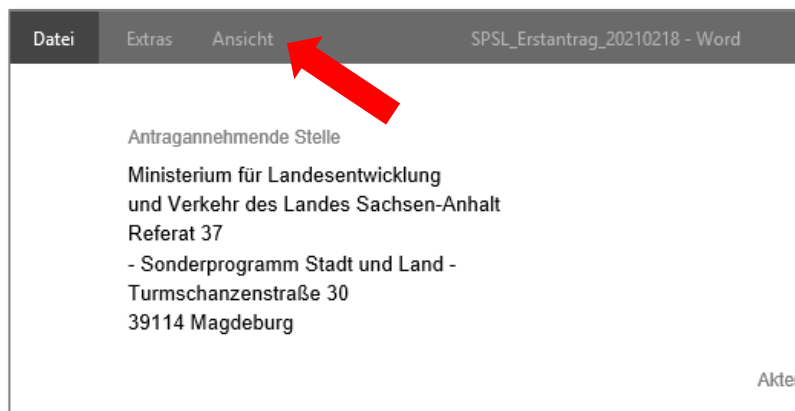 Datei Extras Ansicht SPSL_Erstantrag_20210218 - Word
Antragannehmende Stelle
Ministerium für Landesentwicklung
und Verkehr des Landes Sachsen-Anhalt
Referat 37
- Sonderprogramm Stadt und Land -
Turmschanzenstraße 30
39114 Magdeburg